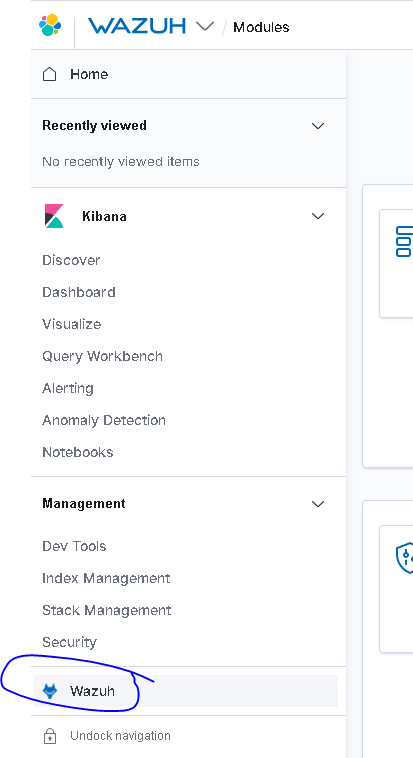 WAZUH / Modules
Home
Recently viewed
No recently viewed items
Kibana
Discover
Dashboard
Visualize
Query Workbench
Alerting
Anomaly Detection
Notebooks
Management
Dev Tools
Index Management
Stack Management
Security
Wazuh
Undock navigation